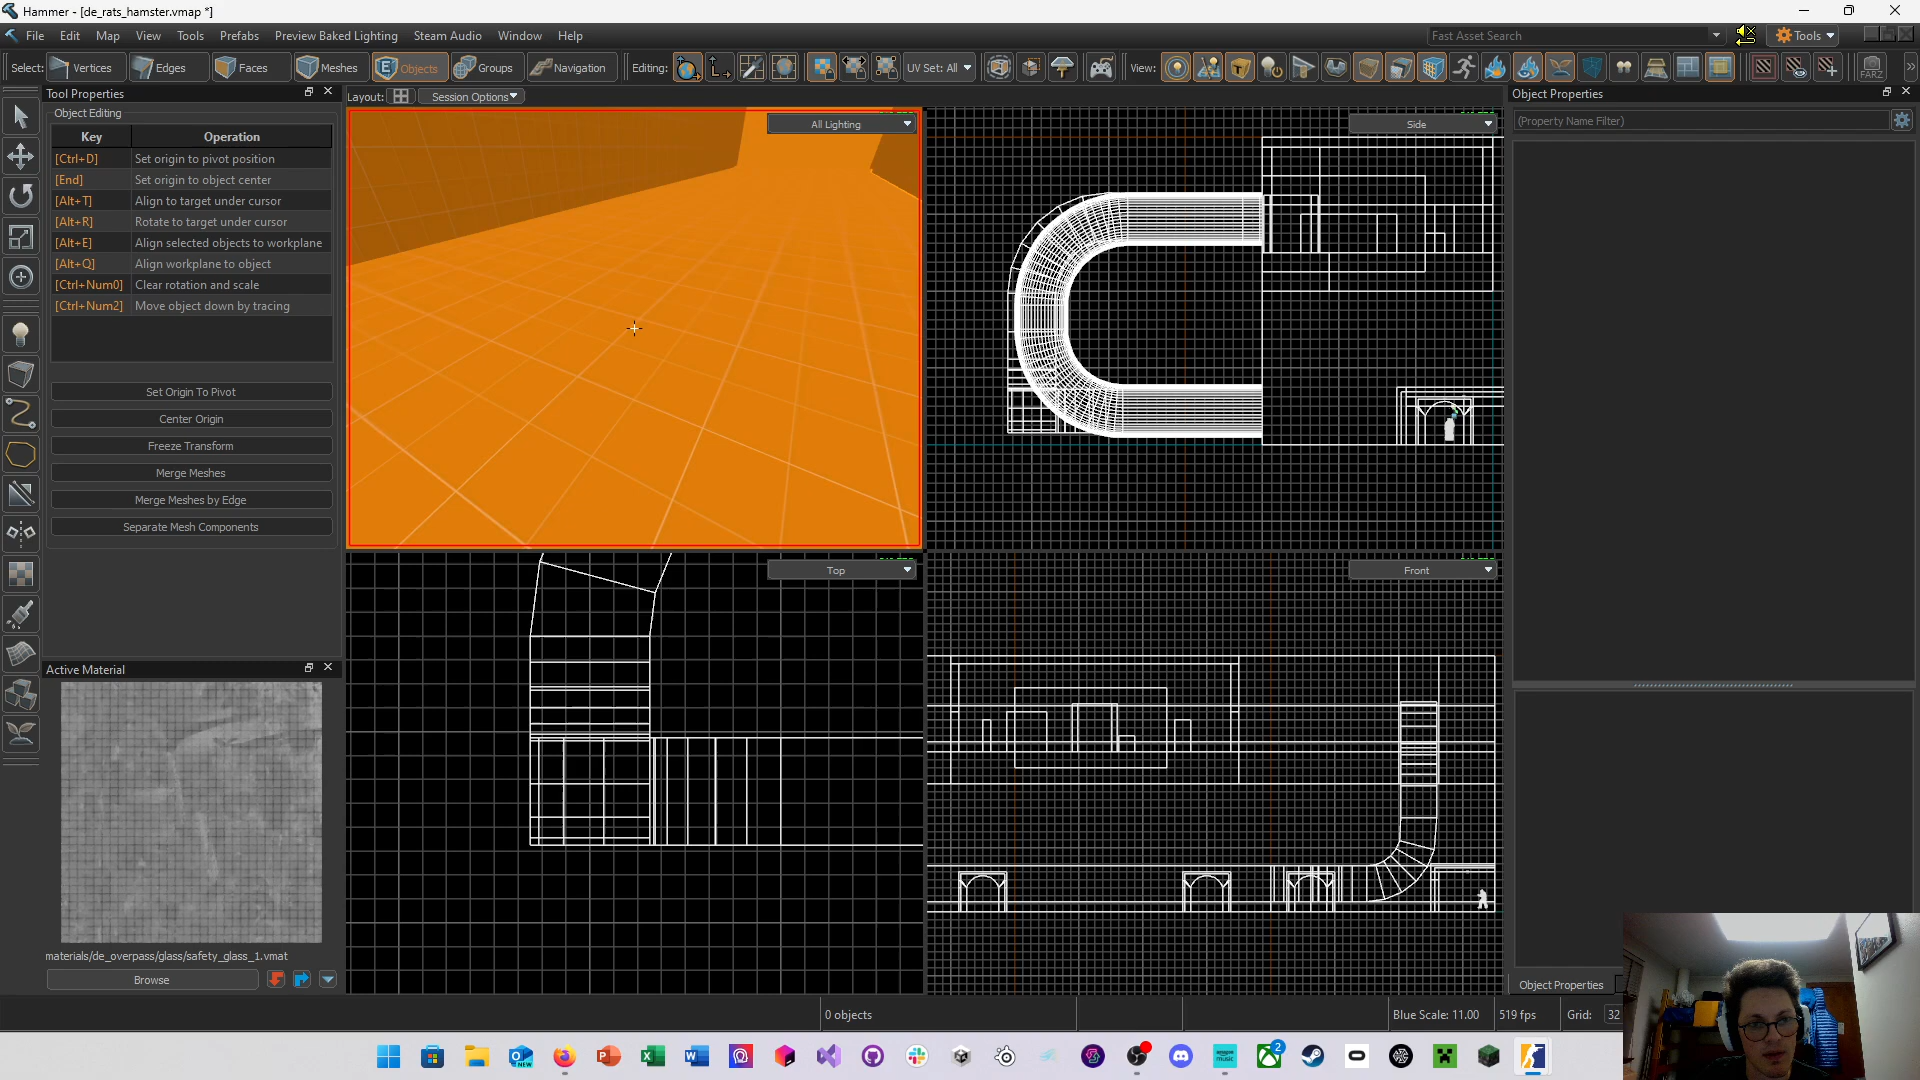 Hammer - [de_rats_hamster.vmap *]
File Edit Map View Tools Prefabs Preview Baked Lighting Steam Audio Window Help
Fast Asset Search
Tools
Select: Vertices Edges Faces Meshes Objects Groups Navigation Editing: UV Set: All View: FARZ
Tool Properties
Object Editing
Key Operation
[Ctrl+D] Set origin to pivot position
[End] Set origin to object center
[Alt+T] Align to target under cursor
[Alt+R] Rotate to target under cursor
[Alt+E] Align selected objects to workplane
[Alt+Q] Align workplane to object
[Ctrl+Num0] Clear rotation and scale
[Ctrl+Num2] Move object down by tracing
Set Origin To Pivot
Center Origin
Freeze Transform
Merge Meshes
Merge Meshes by Edge
Separate Mesh Components
Active Material
materials/de_overpass/glass/safety_glass_1.vmat
Browse
Layout: Session Options
All Lighting
Side
Top
Front
Object Properties
(Property Name Filter)
Object Properties
0 objects
Blue Scale: 11.00
519 fps
Grid: 32
NEW
2